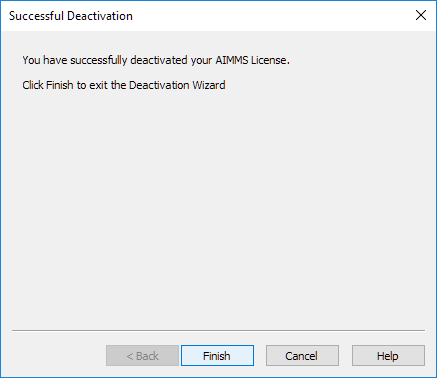 Successful Deactivation
You have successfully deactivated your AIMMS License.
Click Finish to exit the Deactivation Wizard
< Back Finish Cancel Help